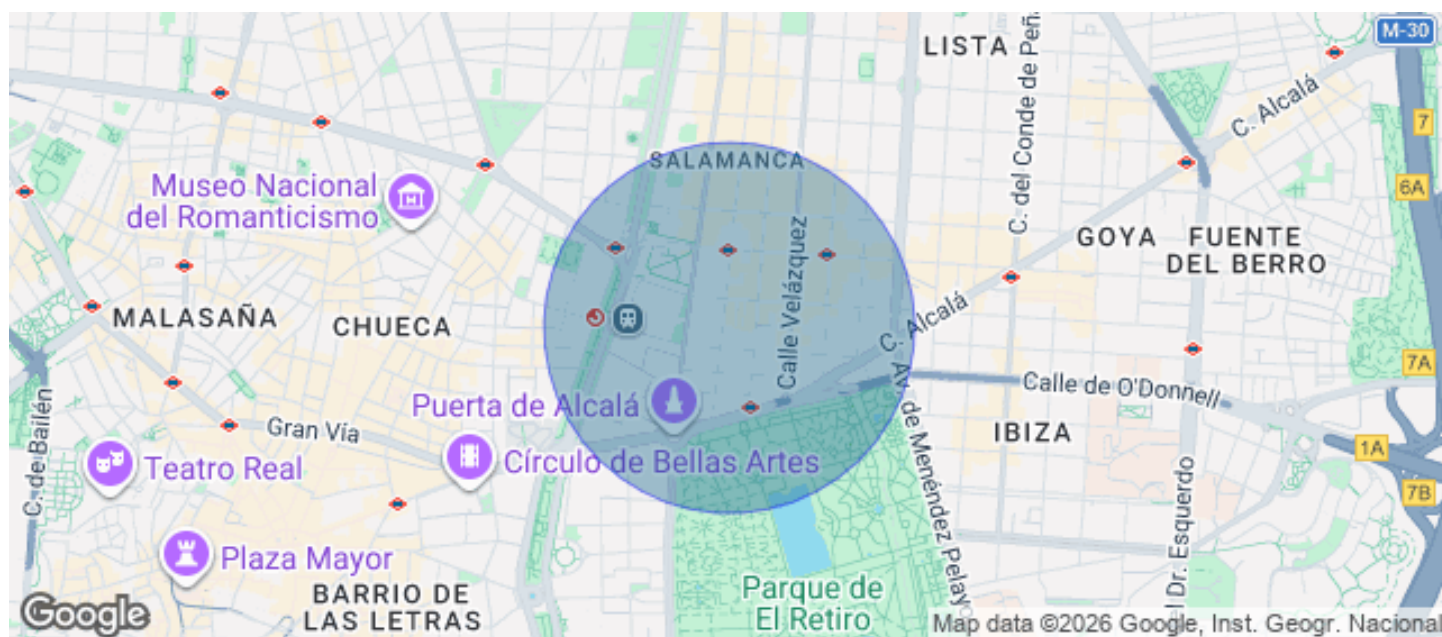 LISTA
M-30
C. del Conde de Peñ
C. Alcalá
7
SALAMANCA
Museo Nacional
del Romanticismo
6A
Calle Velázquez
GOYA
FUENTE
DEL BERRO
MALASAÑA
CHUECA
C. Alcalá
7A
Calle de O'Donnell
Puerta de Alcalá
Av. de Menéndez Pelayo
C. de Bailén
Gran Vía
IBIZA
1A
Teatro Real
Círculo de Bellas Artes
7B
el Dr. Esquerdo
Plaza Mayor
Parque de
El Retiro
BARRIO DE
LAS LETRAS
Google
Map data ©2026 Google, Inst. Geogr. Nacional